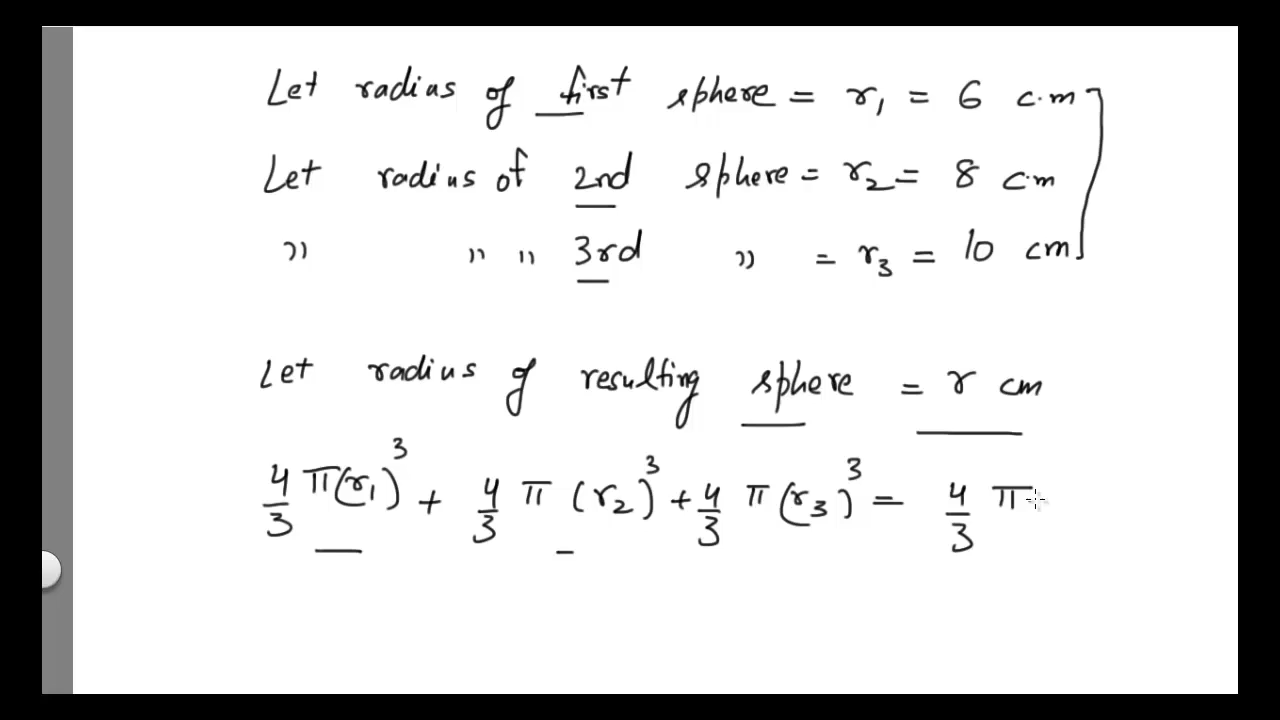 Let radius of first sphere = r₁ = 6 c.m
Let radius of 2nd sphere = r₂ = 8 cm
" " " 3rd " = r₃ = 10 cm
Let radius of resulting sphere = r cm
4/3 π(r₁)³ + 4/3 π (r₂)³ + 4/3 π (r₃)³ = 4/3 π